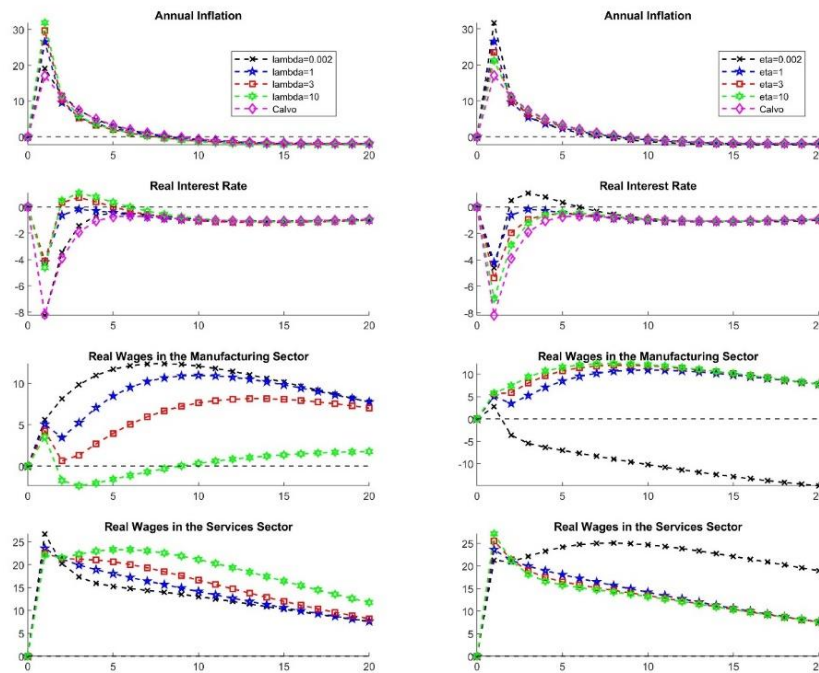 Annual Inflation
30
20
10
0
0 5 10 15 20
lambda=0.002
lambda=1
lambda=3
lambda=10
Calvo
Real Interest Rate
0
-2
-4
-6
-8
0 5 10 15 20
Real Wages in the Manufacturing Sector
10
5
0
0 5 10 15 20
Real Wages in the Services Sector
25
20
15
10
5
0
0 5 10 15 20
Annual Inflation
30
20
10
0
0 5 10 15 20
eta=0.002
eta=1
eta=3
eta=10
Calvo
Real Interest Rate
0
-2
-4
-6
-8
0 5 10 15 20
Real Wages in the Manufacturing Sector
10
5
0
-5
-10
0 5 10 15 20
Real Wages in the Services Sector
25
20
15
10
5
0
0 5 10 15 20